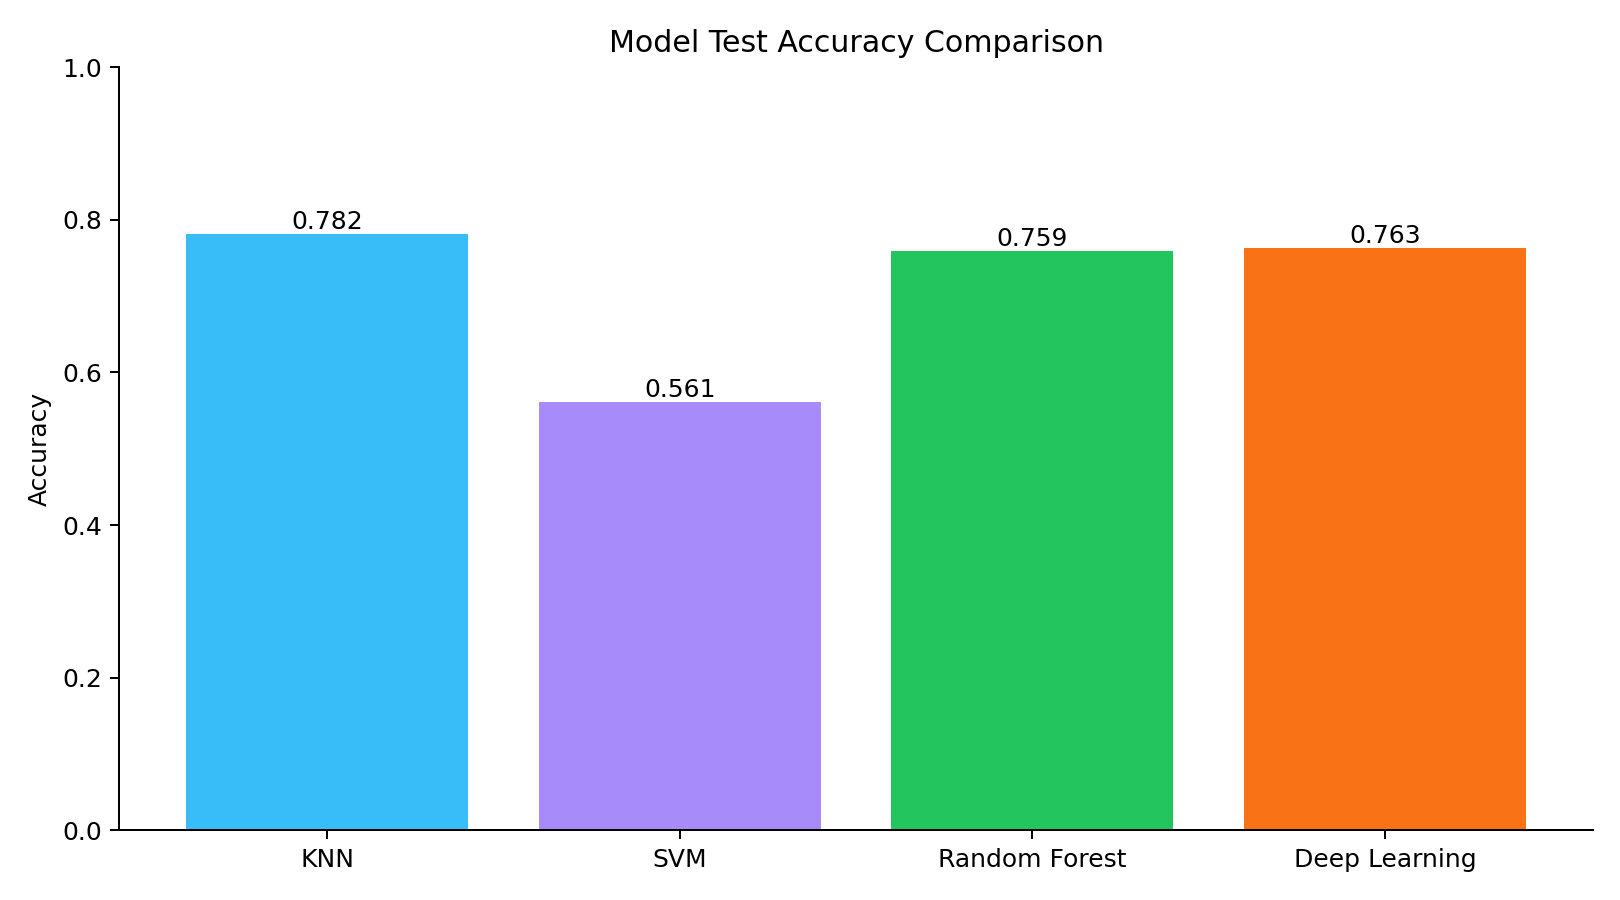 Model Test Accuracy Comparison
1.0
0.8
0.6
0.4
0.2
0.0
Accuracy
0.782
0.561
0.759
0.763
KNN
SVM
Random Forest
Deep Learning